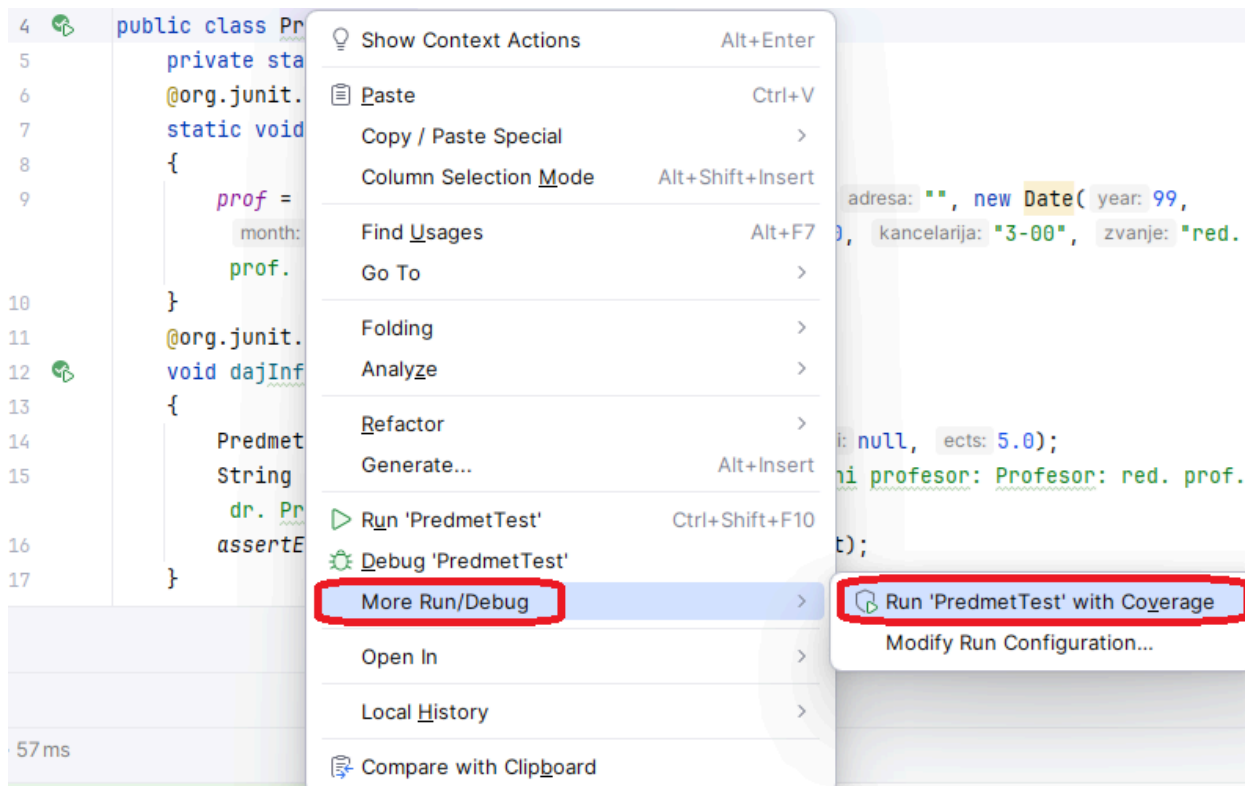 4 public class Pr
5 private sta
6 @org.junit.
7 static void
8 {
9 prof = adresa: "", new Date( year: 99,
month: kancelarija: "3-00", zvanje: "red.
prof.
10 }
11 @org.junit.
12 void dajInf
13 {
14 Predmet i: null, ects: 5.0);
15 String ni profesor: Profesor: red. prof.
dr. Pr
16 assertE t);
17 }
57 ms
Show Context Actions Alt+Enter
Paste Ctrl+V
Copy / Paste Special
Column Selection Mode Alt+Shift+Insert
Find Usages Alt+F7
Go To
Folding
Analyze
Refactor
Generate... Alt+Insert
Run 'PredmetTest' Ctrl+Shift+F10
Debug 'PredmetTest'
More Run/Debug
Open In
Local History
Compare with Clipboard
Run 'PredmetTest' with Coverage
Modify Run Configuration...